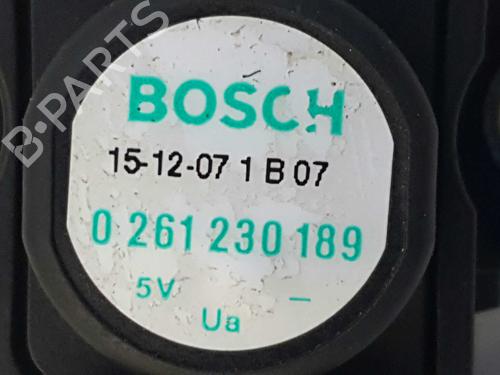 B-PARTS
BOSCH
15-12-07 1 B 07
0 261 230 189
5V Ua –